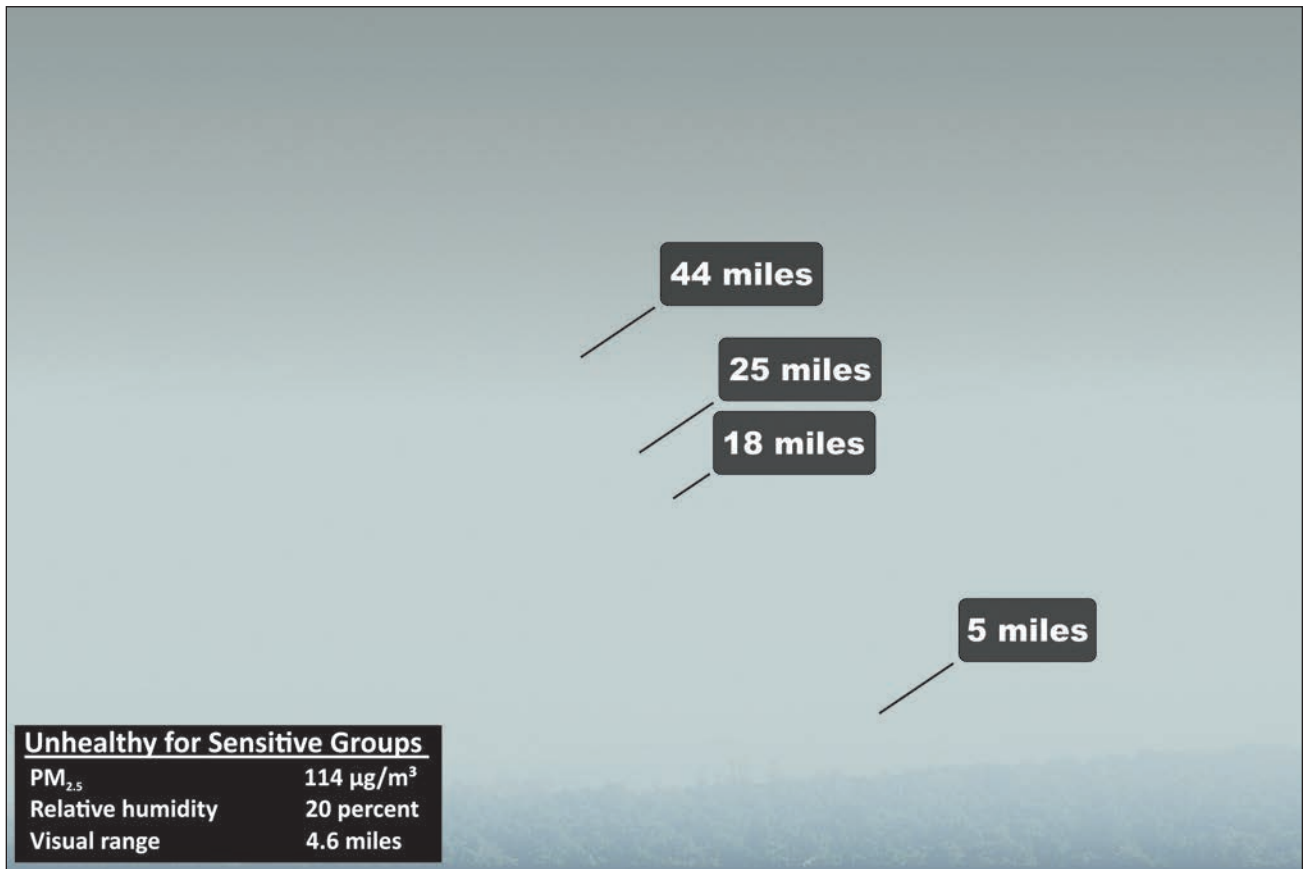 44 miles
25 miles
18 miles
5 miles
Unhealthy for Sensitive Groups
PM2.5 114 µg/m³
Relative humidity 20 percent
Visual range 4.6 miles